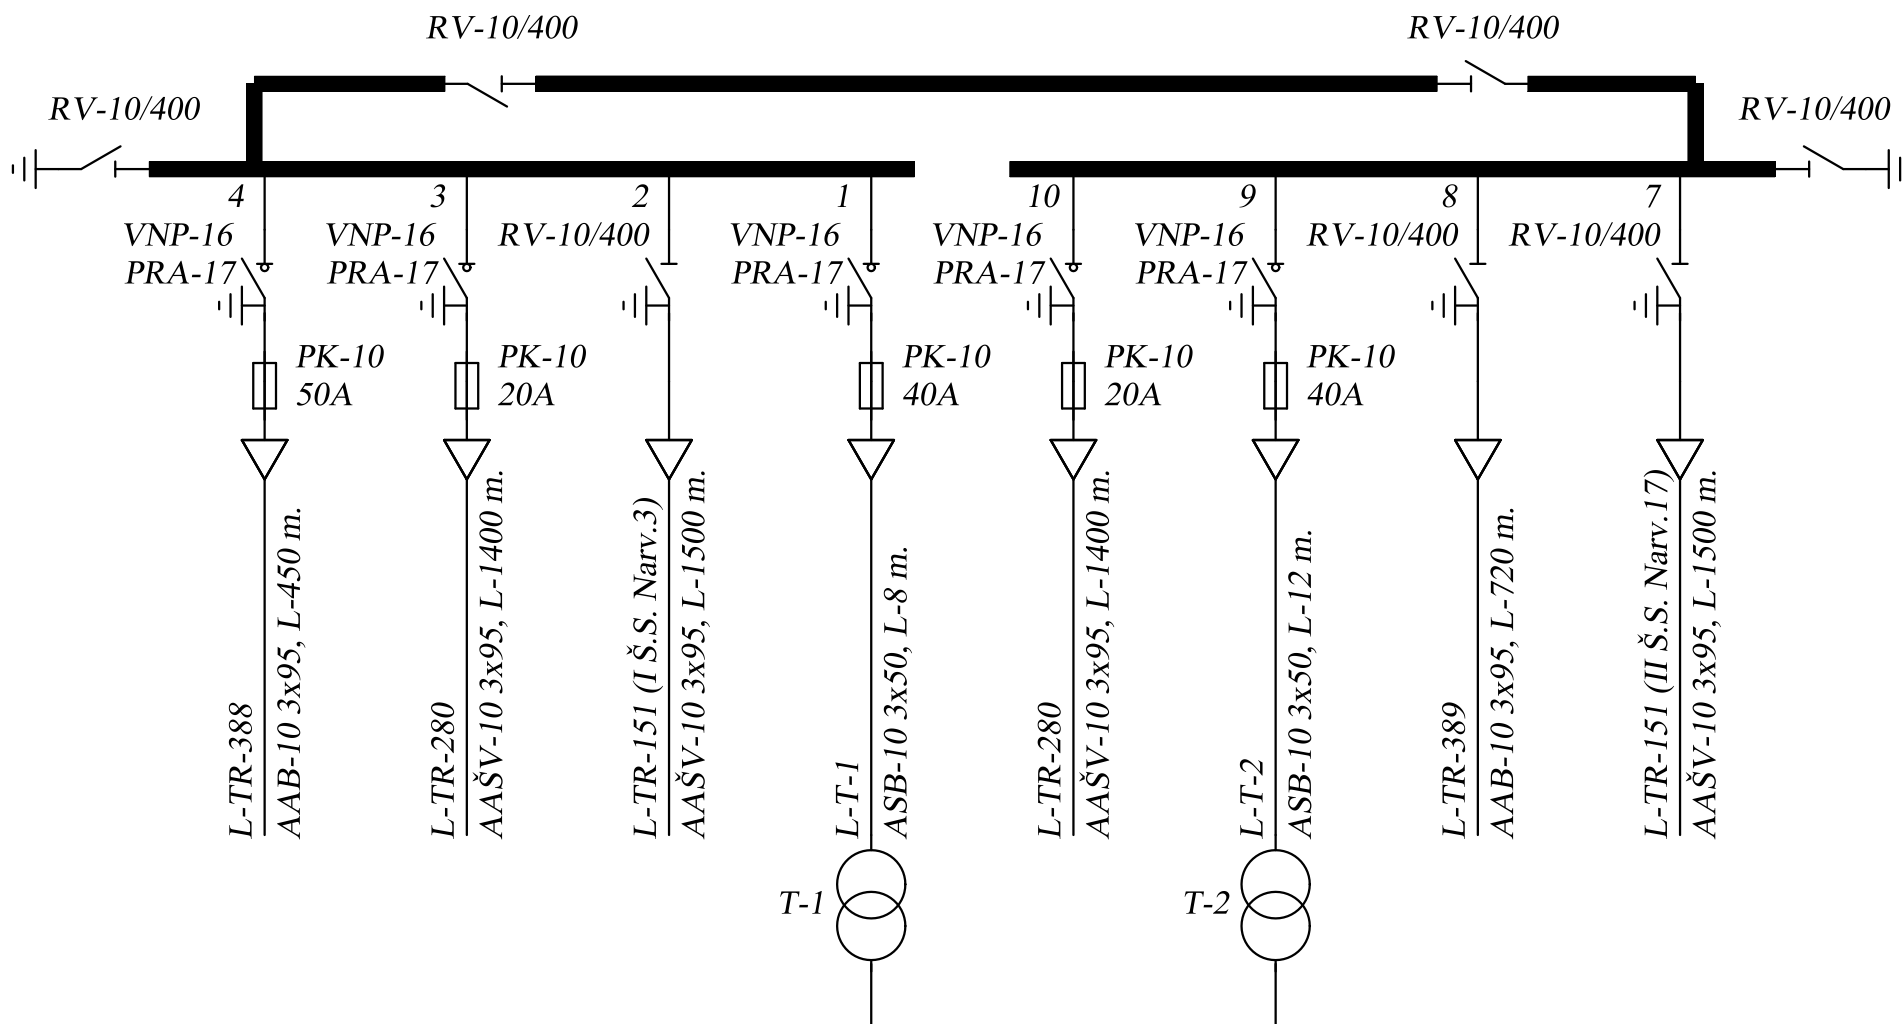 RV-10/400
RV-10/400
RV-10/400
RV-10/400
4
3
2
1
10
9
8
7
VNP-16
PRA-17
VNP-16
PRA-17
RV-10/400
VNP-16
PRA-17
VNP-16
PRA-17
VNP-16
PRA-17
RV-10/400
RV-10/400
PK-10
50A
PK-10
20A
PK-10
40A
PK-10
20A
PK-10
40A
L-TR-388
AAB-10 3x95, L-450 m.
L-TR-280
AAŠV-10 3x95, L-1400 m.
L-TR-151 (I Š.S. Narv.3)
AAŠV-10 3x95, L-1500 m.
L-T-1
ASB-10 3x50, L-8 m.
L-TR-280
AAŠV-10 3x95, L-1400 m.
L-T-2
ASB-10 3x50, L-12 m.
L-TR-389
AAB-10 3x95, L-720 m.
L-TR-151 (II Š.S. Narv.17)
AAŠV-10 3x95, L-1500 m.
T-1
T-2